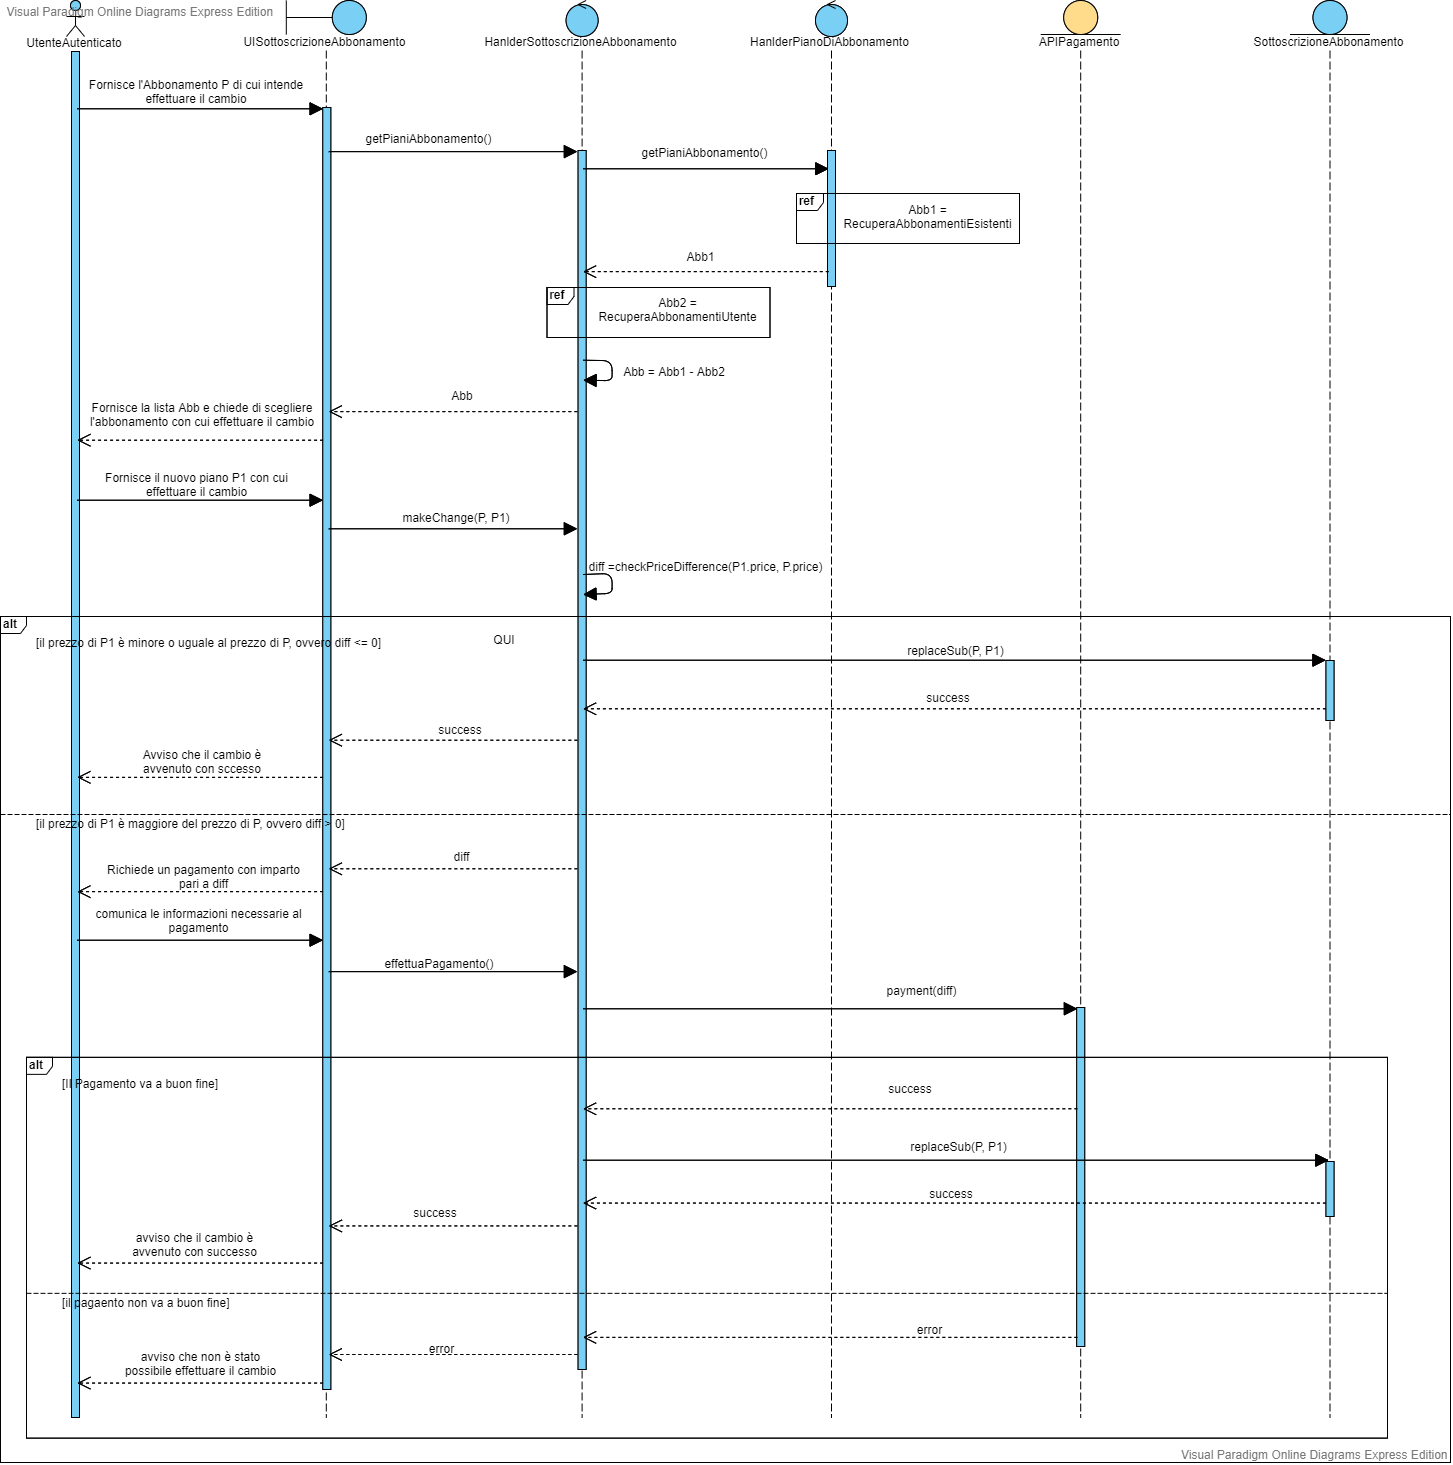 Visual Paradigm Online Diagrams Express Edition
UtenteAutenticato
UISottoscrizioneAbbonamento
HanlderSottoscrizioneAbbonamento
HanlderPianoDiAbbonamento
APIPagamento
SottoscrizioneAbbonamento
Fornisce l'Abbonamento P di cui intende
effettuare il cambio
getPianiAbbonamento()
getPianiAbbonamento()
ref
Abb1 =
RecuperaAbbonamentiEsistenti
Abb1
ref
Abb2 =
RecuperaAbbonamentiUtente
Abb = Abb1 - Abb2
Abb
Fornisce la lista Abb e chiede di scegliere
l'abbonamento con cui effettuare il cambio
Fornisce il nuovo piano P1 con cui
effettuare il cambio
makeChange(P, P1)
diff =checkPriceDifference(P1.price, P.price)
alt
[il prezzo di P1 è minore o uguale al prezzo di P, ovvero diff <= 0]
QUI
replaceSub(P, P1)
success
success
Avviso che il cambio è
avvenuto con sccesso
[il prezzo di P1 è maggiore del prezzo di P, ovvero diff > 0]
diff
Richiede un pagamento con imparto
pari a diff
comunica le informazioni necessarie al
pagamento
effettuaPagamento()
payment(diff)
alt
[Il Pagamento va a buon fine]
success
replaceSub(P, P1)
success
success
avviso che il cambio è
avvenuto con successo
[il pagaento non va a buon fine]
error
error
avviso che non è stato
possibile effettuare il cambio
Visual Paradigm Online Diagrams Express Edition